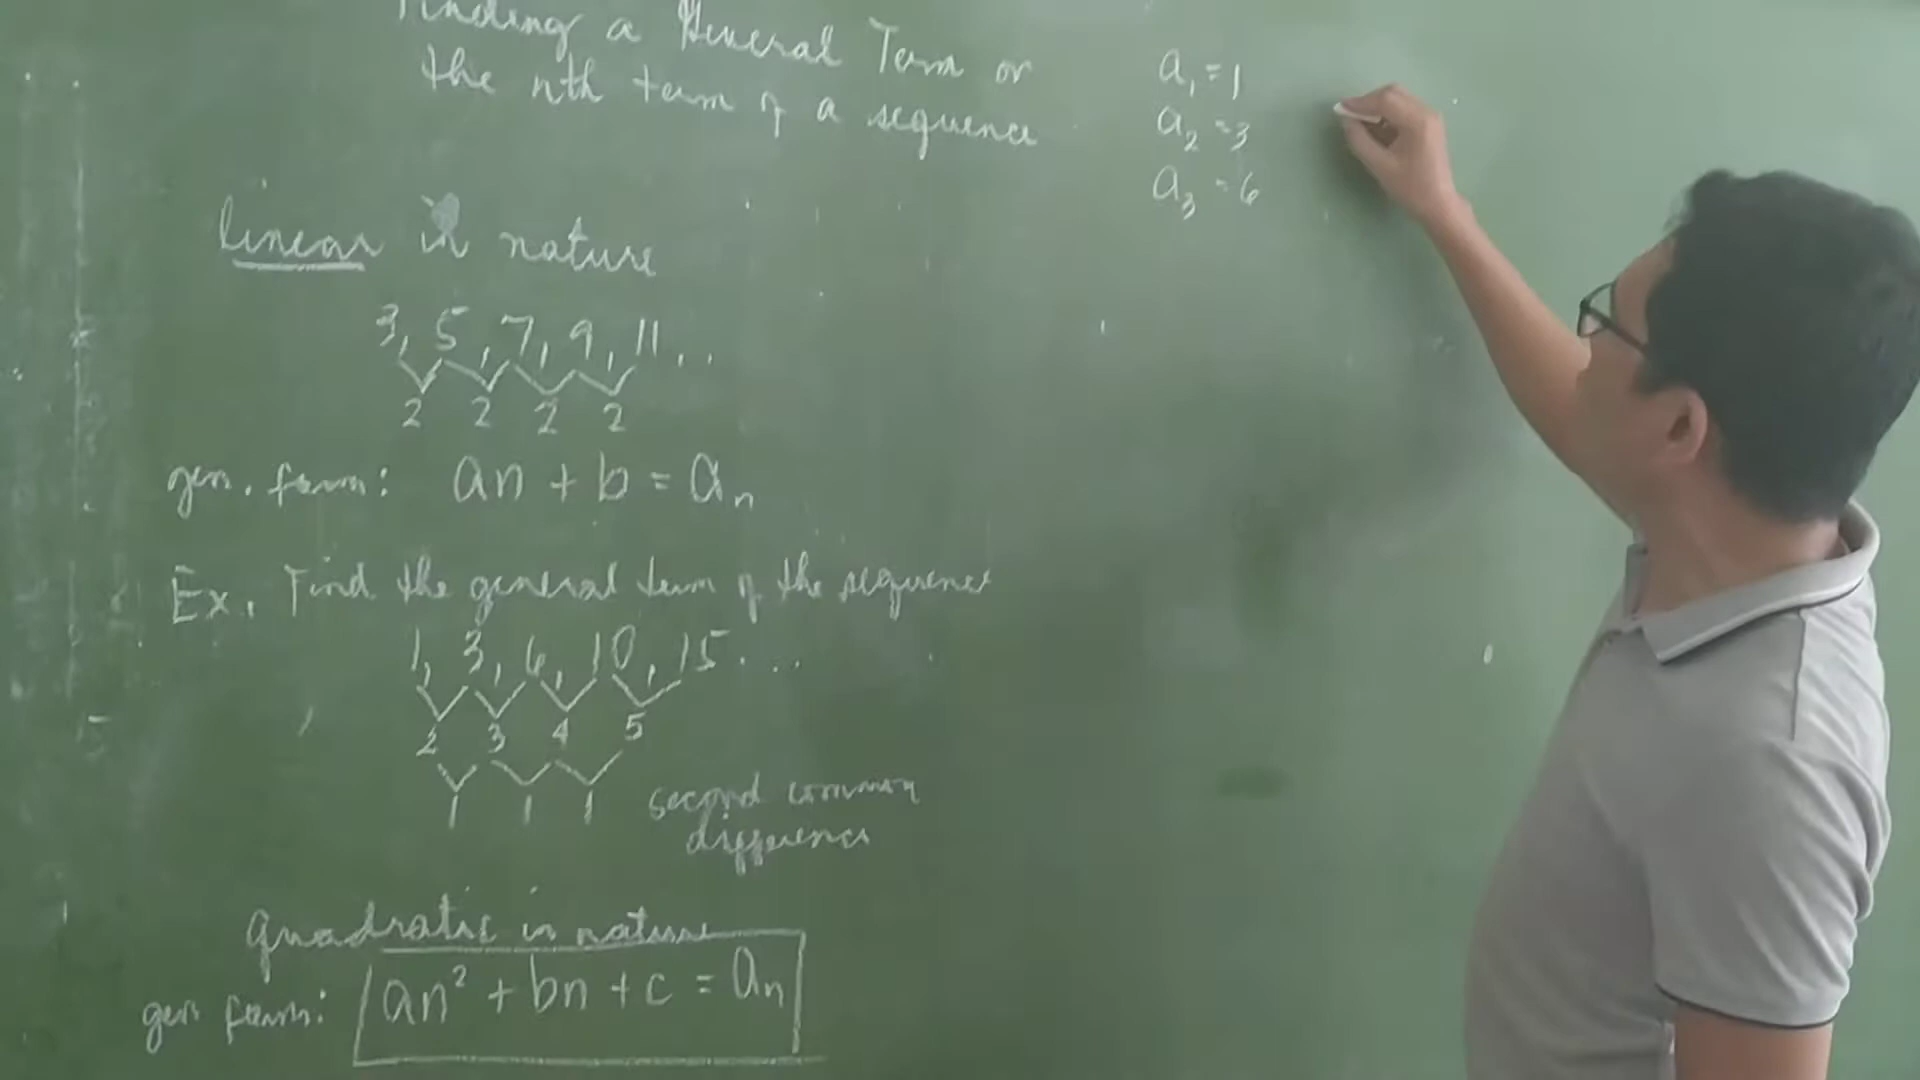 Finding a General Term or
the nth term of a sequence
linear in nature
3, 5, 7, 9, 11, ..
2 2 2 2
gen. form: an + b = aₙ
Ex. Find the general term of the sequence
1, 3, 6, 10, 15 . . .
2 3 4 5
1 1 1 second common
difference
quadratic in nature
gen form: an² + bn + c = aₙ
a₁ = 1
a₂ = 3
a₃ = 6